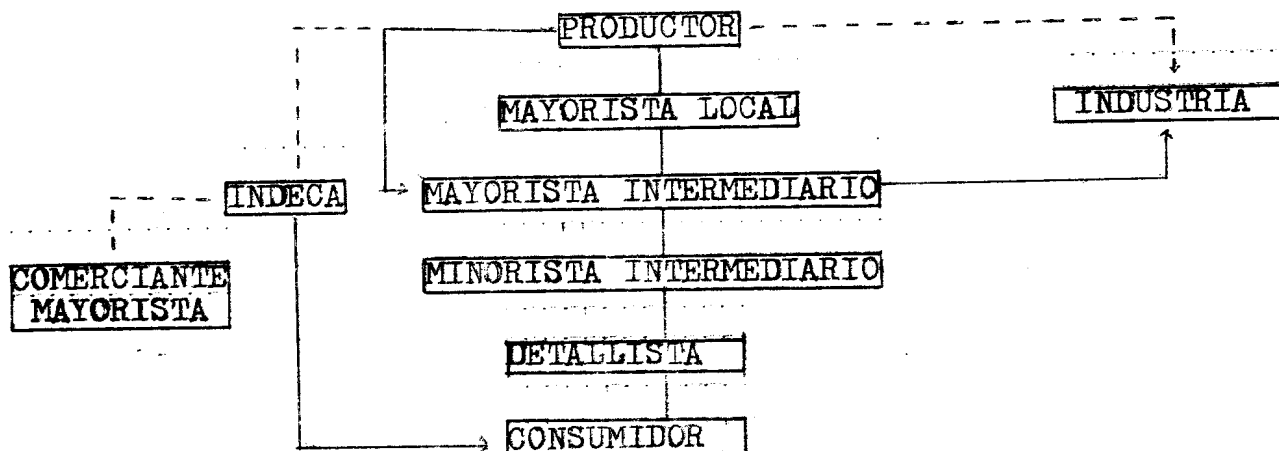 PRODUCTOR
MAYORISTA LOCAL
INDUSTRIA
MAYORISTA INTERMEDIARIO
INDECA
MINORISTA INTERMEDIARIO
COMERCIANTE
MAYORISTA
DETALLISTA
CONSUMIDOR